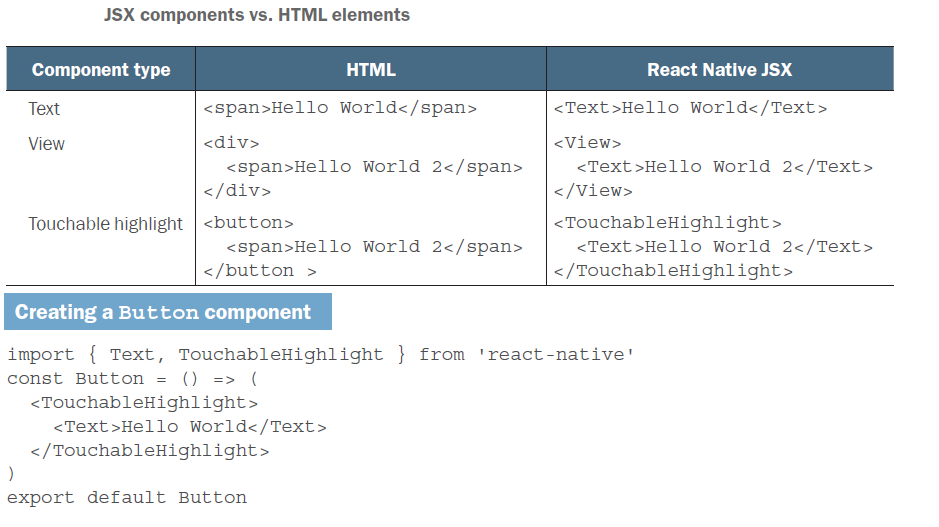 JSX components vs. HTML elements
Component type HTML React Native JSX
Text <span>Hello World</span> <Text>Hello World</Text>
View <div> <View>
<span>Hello World 2</span> <Text>Hello World 2</Text>
</div> </View>
Touchable highlight <button> <TouchableHighlight>
<span>Hello World 2</span> <Text>Hello World 2</Text>
</button > </TouchableHighlight>
Creating a Button component
import { Text, TouchableHighlight } from 'react-native'
const Button = () => (
<TouchableHighlight>
<Text>Hello World</Text>
</TouchableHighlight>
)
export default Button